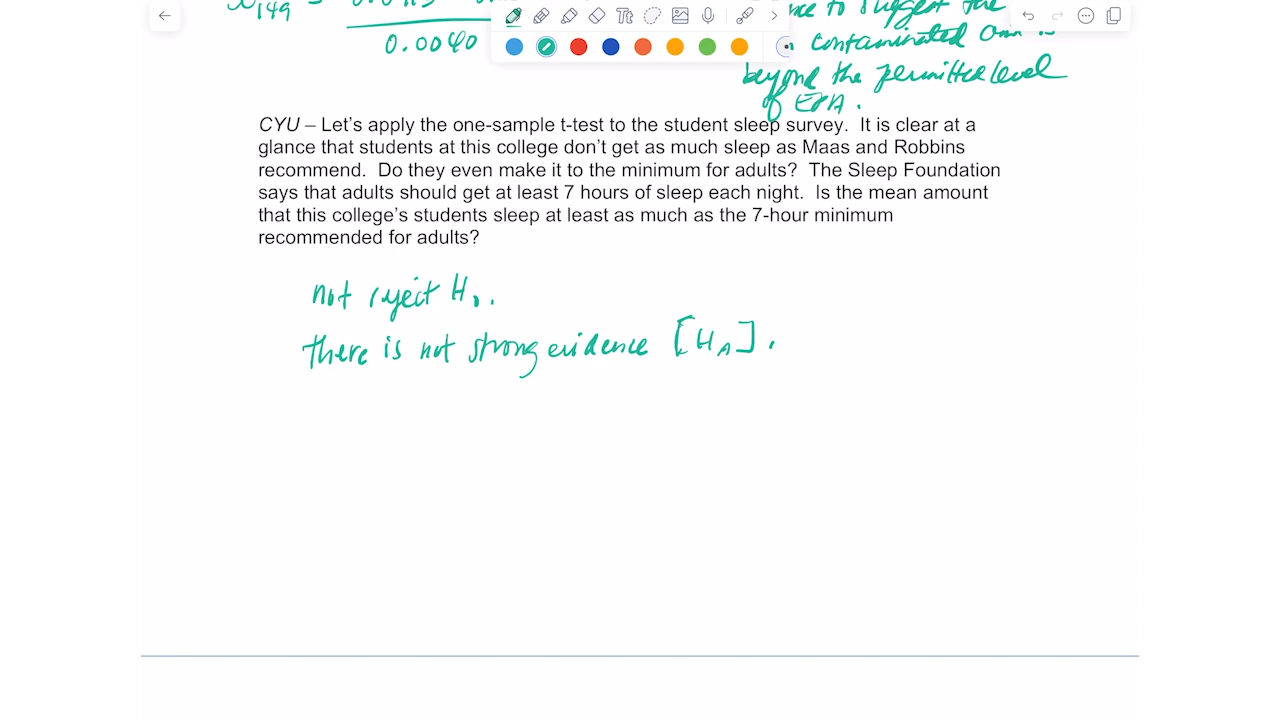 149
0.0040
contaminated
beyond the permitted level
of EPA.
CYU – Let's apply the one-sample t-test to the student sleep survey. It is clear at a
glance that students at this college don't get as much sleep as Maas and Robbins
recommend. Do they even make it to the minimum for adults? The Sleep Foundation
says that adults should get at least 7 hours of sleep each night. Is the mean amount
that this college's students sleep at least as much as the 7-hour minimum
recommended for adults?
not reject H₀.
there is not strong evidence [H_A].